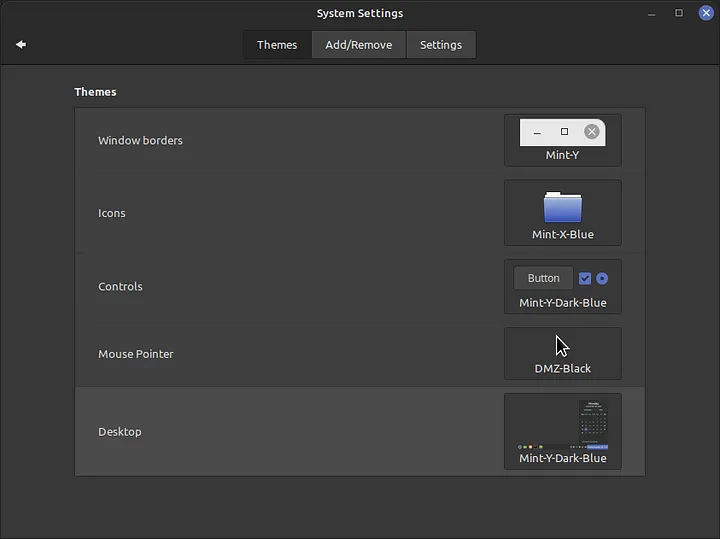 System Settings
Themes
Add/Remove
Settings
Themes
Window borders
Mint-Y
Icons
Mint-X-Blue
Controls
Button
Mint-Y-Dark-Blue
Mouse Pointer
DMZ-Black
Desktop
Mint-Y-Dark-Blue